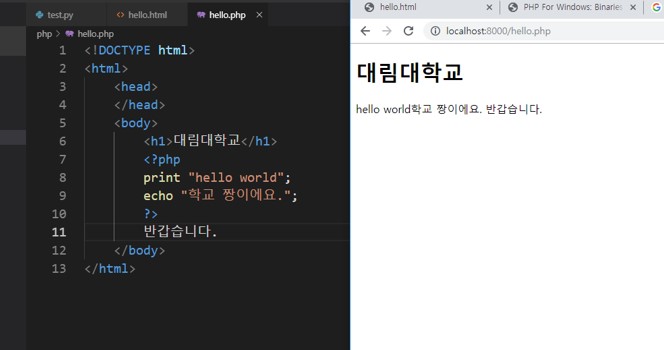 test.py hello.html hello.php
php > hello.php
1 <!DOCTYPE html>
2 <html>
3 <head>
4 </head>
5 <body>
6 <h1>대림대학교</h1>
7 <?php
8 print "hello world";
9 echo "학교 짱이에요.";
10 ?>
11 반갑습니다.
12 </body>
13 </html>
hello.html PHP For Windows: Binaries
localhost:8000/hello.php
대림대학교
hello world학교 짱이에요. 반갑습니다.